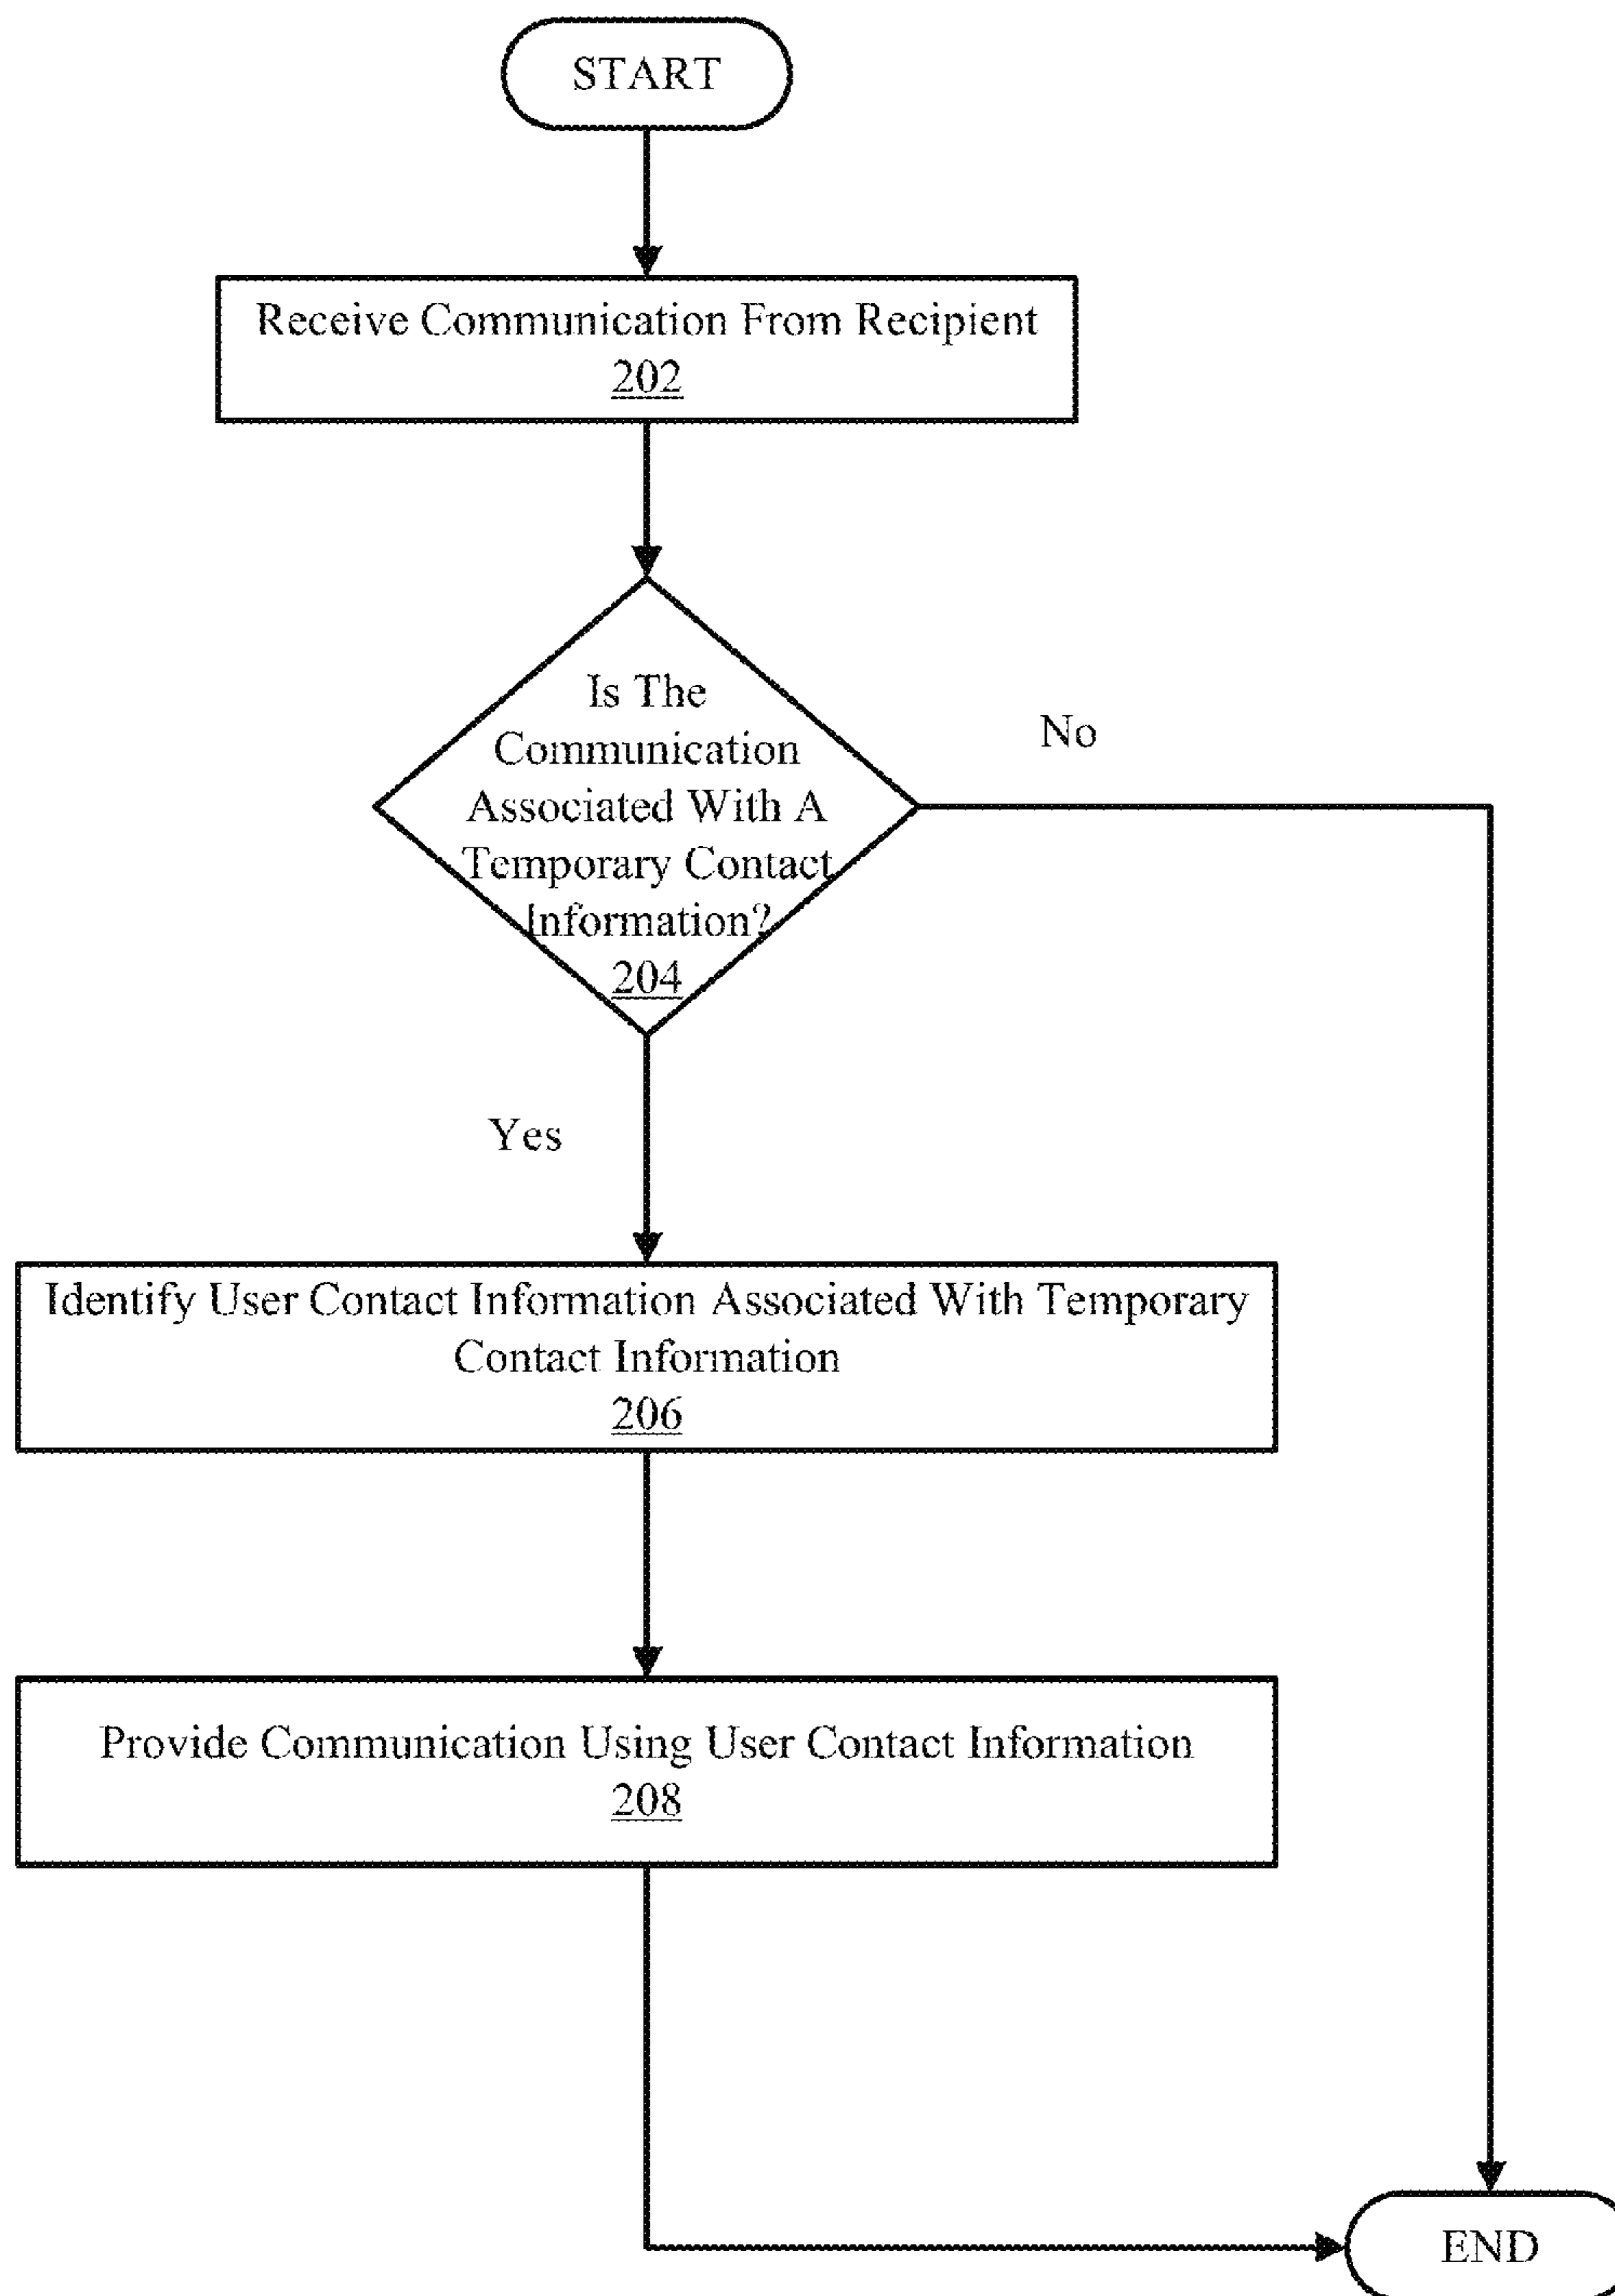 START
Receive Communication From Recipient
202
Is The
Communication
Associated With A
Temporary Contact
Information?
204
No
Yes
Identify User Contact Information Associated With Temporary
Contact Information
206
Provide Communication Using User Contact Information
208
END